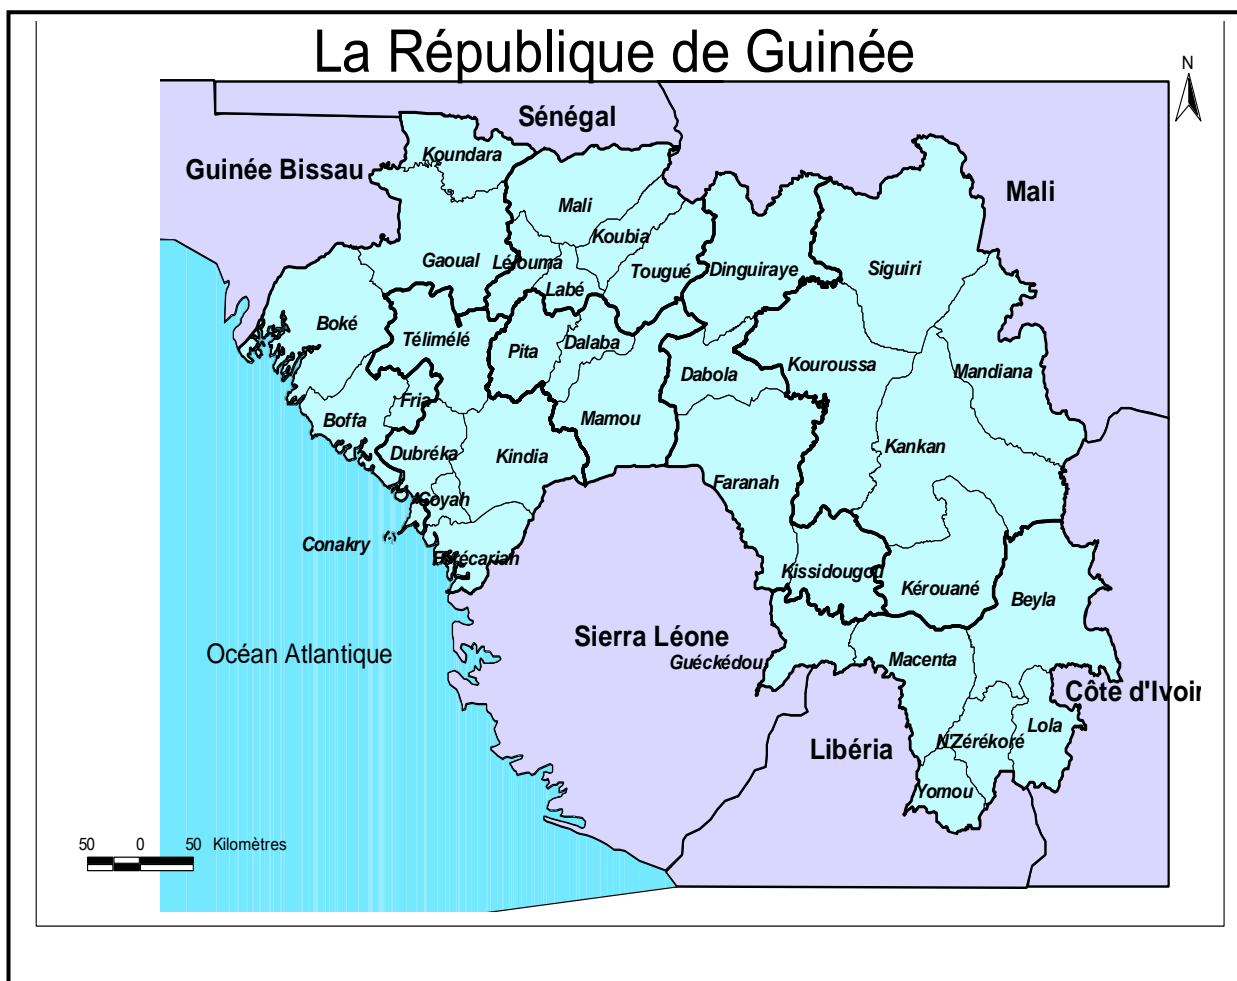 La République de Guinée
N
Sénégal
Koundara
Guinée Bissau
Mali
Mali
Koubia
Gaoual
Lélouma
Tougué
Dinguiraye
Siguiri
Labé
Boké
Télimélé
Pita
Dalaba
Kouroussa
Mandiana
Dabola
Fria
Boffa
Mamou
Kankan
Dubréka
Kindia
Faranah
Coyah
Conakry
Forécariah
Kissidougou
Kérouané
Beyla
Sierra Léone
Océan Atlantique
Guéckédou
Macenta
Côte d'Ivoir
Lola
N'Zérékoré
Libéria
Yomou
50 0 50 Kilomètres